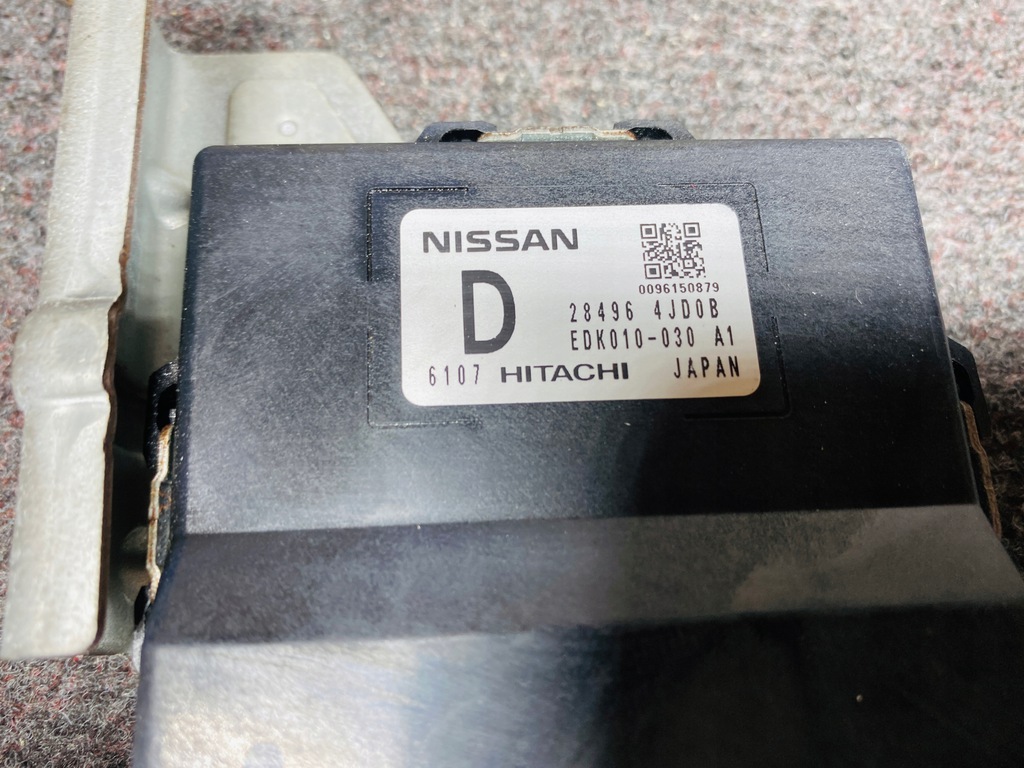 NISSAN
0096150879
D
28496 4JD0B
EDK010-030 A1
6107 HITACHI JAPAN